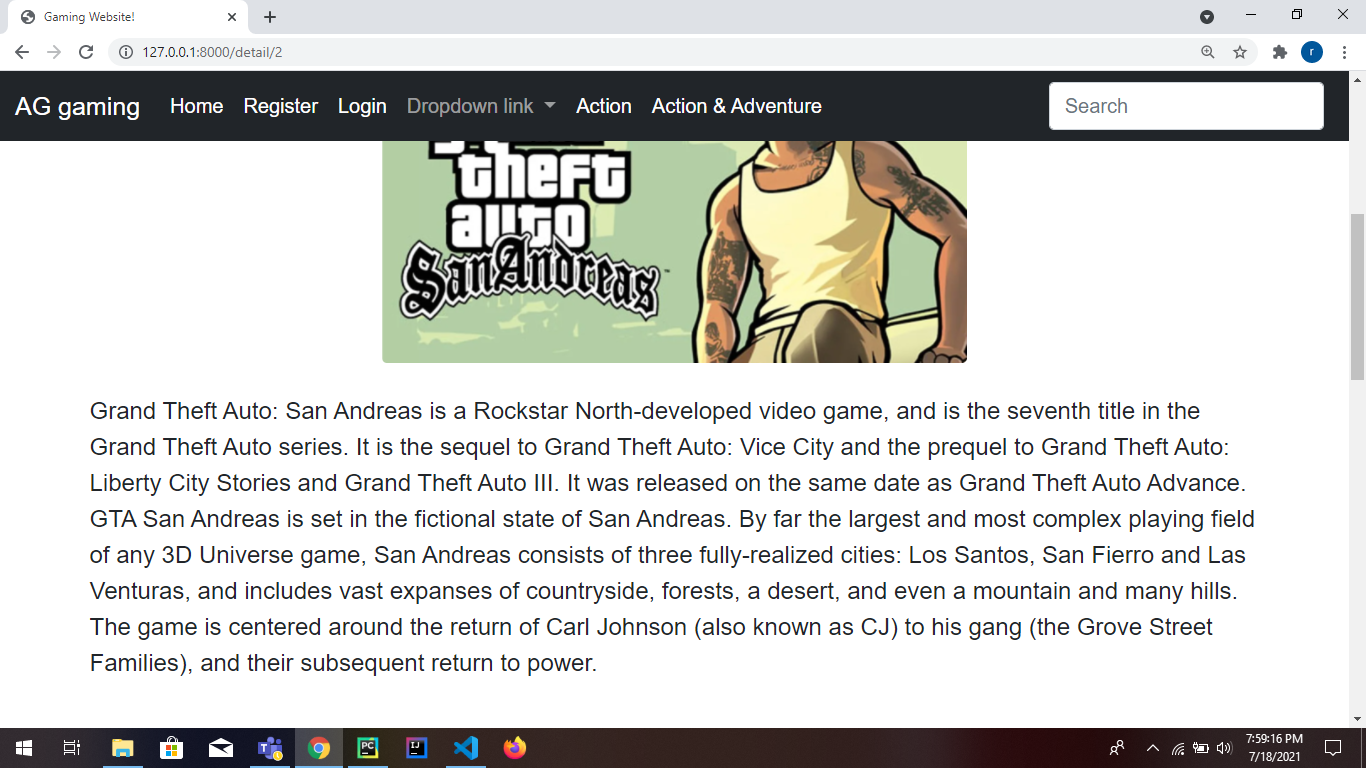 Gaming Website!
127.0.0.1:8000/detail/2
r
AG gaming Home Register Login Dropdown link Action Action & Adventure Search
theft
auto
San Andreas
™
Grand Theft Auto: San Andreas is a Rockstar North-developed video game, and is the seventh title in the
Grand Theft Auto series. It is the sequel to Grand Theft Auto: Vice City and the prequel to Grand Theft Auto:
Liberty City Stories and Grand Theft Auto III. It was released on the same date as Grand Theft Auto Advance.
GTA San Andreas is set in the fictional state of San Andreas. By far the largest and most complex playing field
of any 3D Universe game, San Andreas consists of three fully-realized cities: Los Santos, San Fierro and Las
Venturas, and includes vast expanses of countryside, forests, a desert, and even a mountain and many hills.
The game is centered around the return of Carl Johnson (also known as CJ) to his gang (the Grove Street
Families), and their subsequent return to power.
PC
IJ
7:59:16 PM
7/18/2021